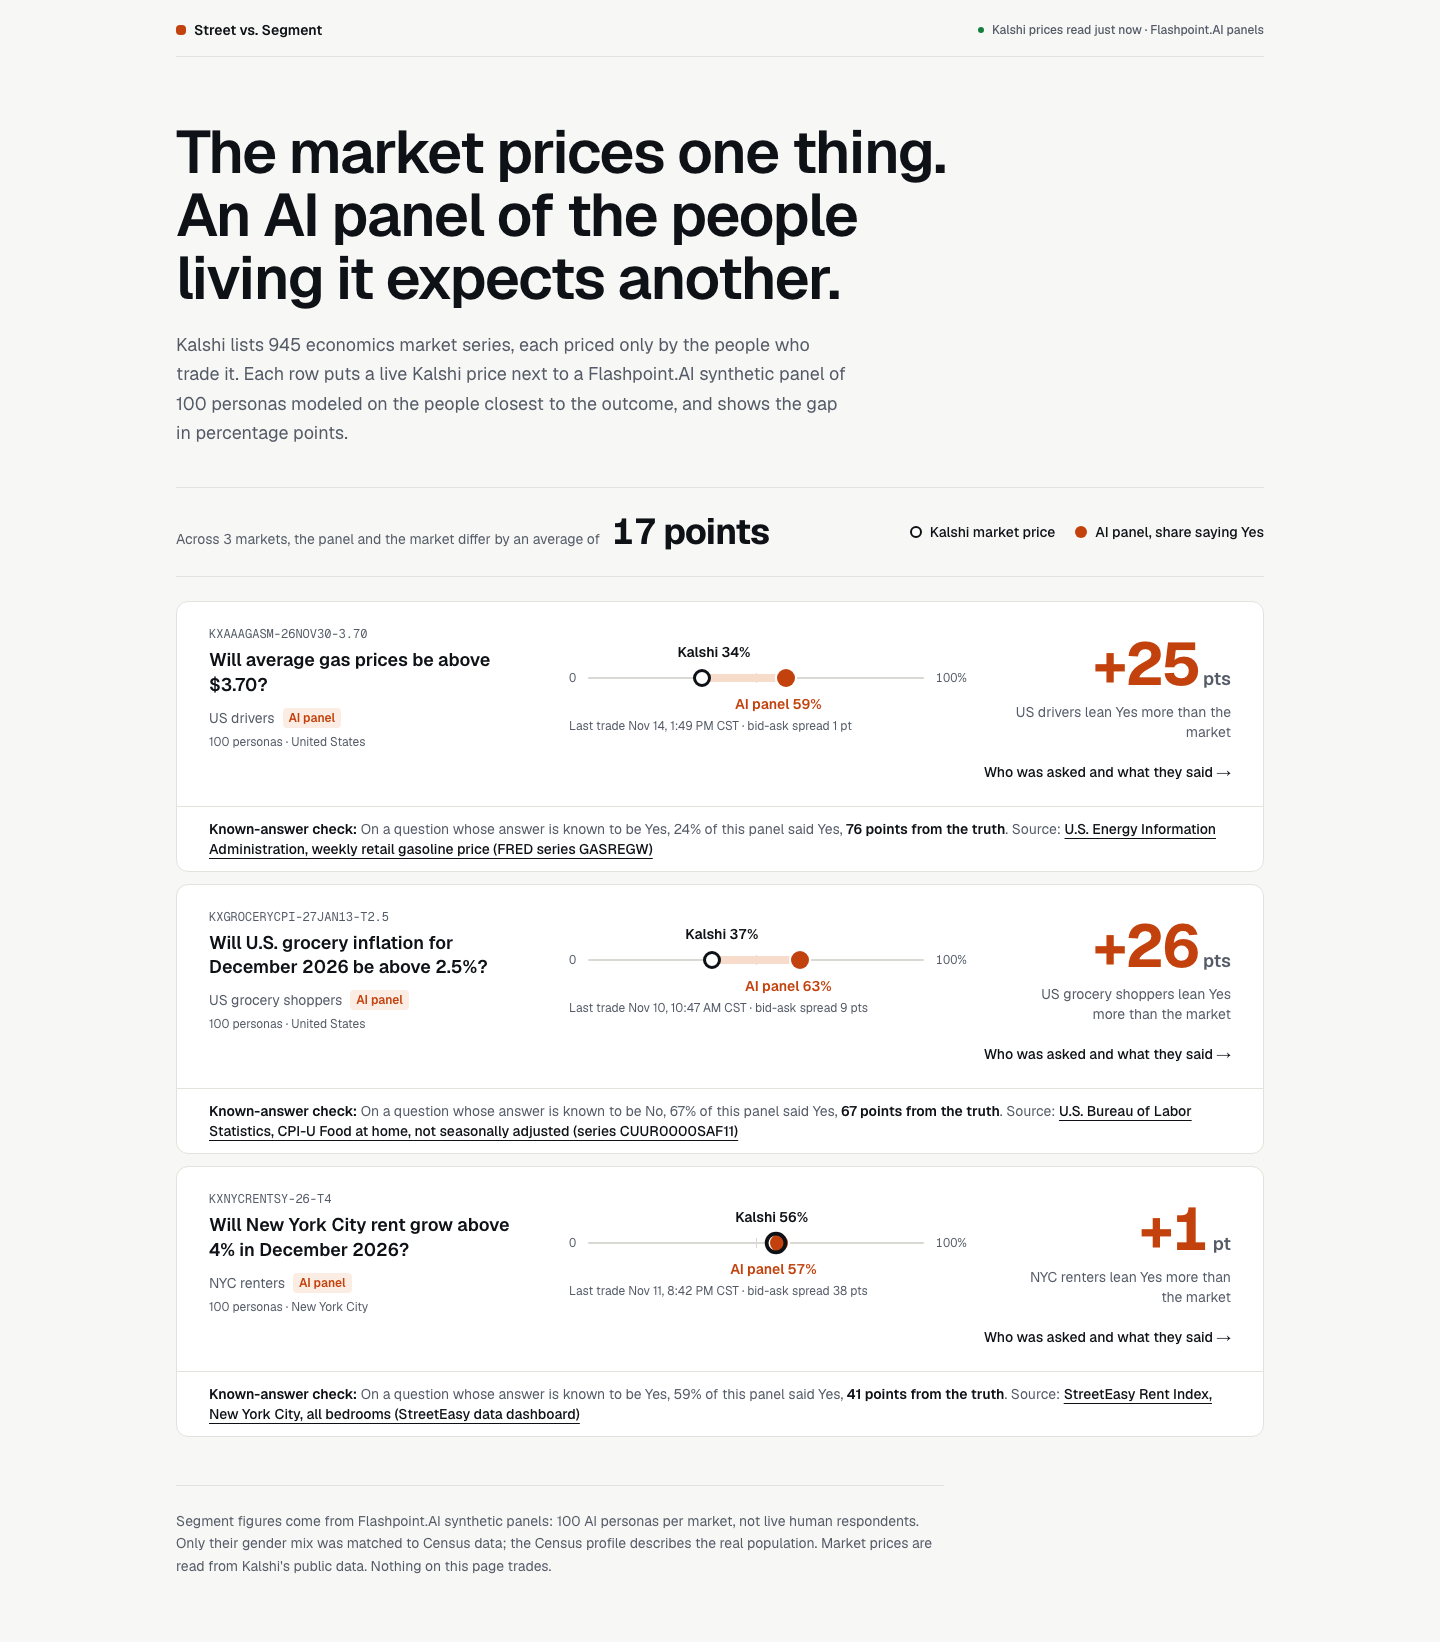 Street vs. Segment
Kalshi prices read just now · Flashpoint.AI panels
The market prices one thing.
An AI panel of the people
living it expects another.
Kalshi lists 945 economics market series, each priced only by the people who
trade it. Each row puts a live Kalshi price next to a Flashpoint.AI synthetic panel of
100 personas modeled on the people closest to the outcome, and shows the gap
in percentage points.
Across 3 markets, the panel and the market differ by an average of 17 points
Kalshi market price
AI panel, share saying Yes
KXAAAGASM-26NOV30-3.70
Will average gas prices be above
$3.70?
US drivers AI panel
100 personas · United States
Kalshi 34%
0 100%
AI panel 59%
Last trade Nov 14, 1:49 PM CST · bid-ask spread 1 pt
+25 pts
US drivers lean Yes more than the
market
Who was asked and what they said →
Known-answer check: On a question whose answer is known to be Yes, 24% of this panel said Yes, 76 points from the truth. Source: U.S. Energy Information
Administration, weekly retail gasoline price (FRED series GASREGW)
KXGROCERYCPI-27JAN13-T2.5
Will U.S. grocery inflation for
December 2026 be above 2.5%?
US grocery shoppers AI panel
100 personas · United States
Kalshi 37%
0 100%
AI panel 63%
Last trade Nov 10, 10:47 AM CST · bid-ask spread 9 pts
+26 pts
US grocery shoppers lean Yes
more than the market
Who was asked and what they said →
Known-answer check: On a question whose answer is known to be No, 67% of this panel said Yes, 67 points from the truth. Source: U.S. Bureau of Labor
Statistics, CPI-U Food at home, not seasonally adjusted (series CUUR0000SAF11)
KXNYCRENTSY-26-T4
Will New York City rent grow above
4% in December 2026?
NYC renters AI panel
100 personas · New York City
Kalshi 56%
0 100%
AI panel 57%
Last trade Nov 11, 8:42 PM CST · bid-ask spread 38 pts
+1 pt
NYC renters lean Yes more than
the market
Who was asked and what they said →
Known-answer check: On a question whose answer is known to be Yes, 59% of this panel said Yes, 41 points from the truth. Source: StreetEasy Rent Index,
New York City, all bedrooms (StreetEasy data dashboard)
Segment figures come from Flashpoint.AI synthetic panels: 100 AI personas per market, not live human respondents.
Only their gender mix was matched to Census data; the Census profile describes the real population. Market prices are
read from Kalshi's public data. Nothing on this page trades.